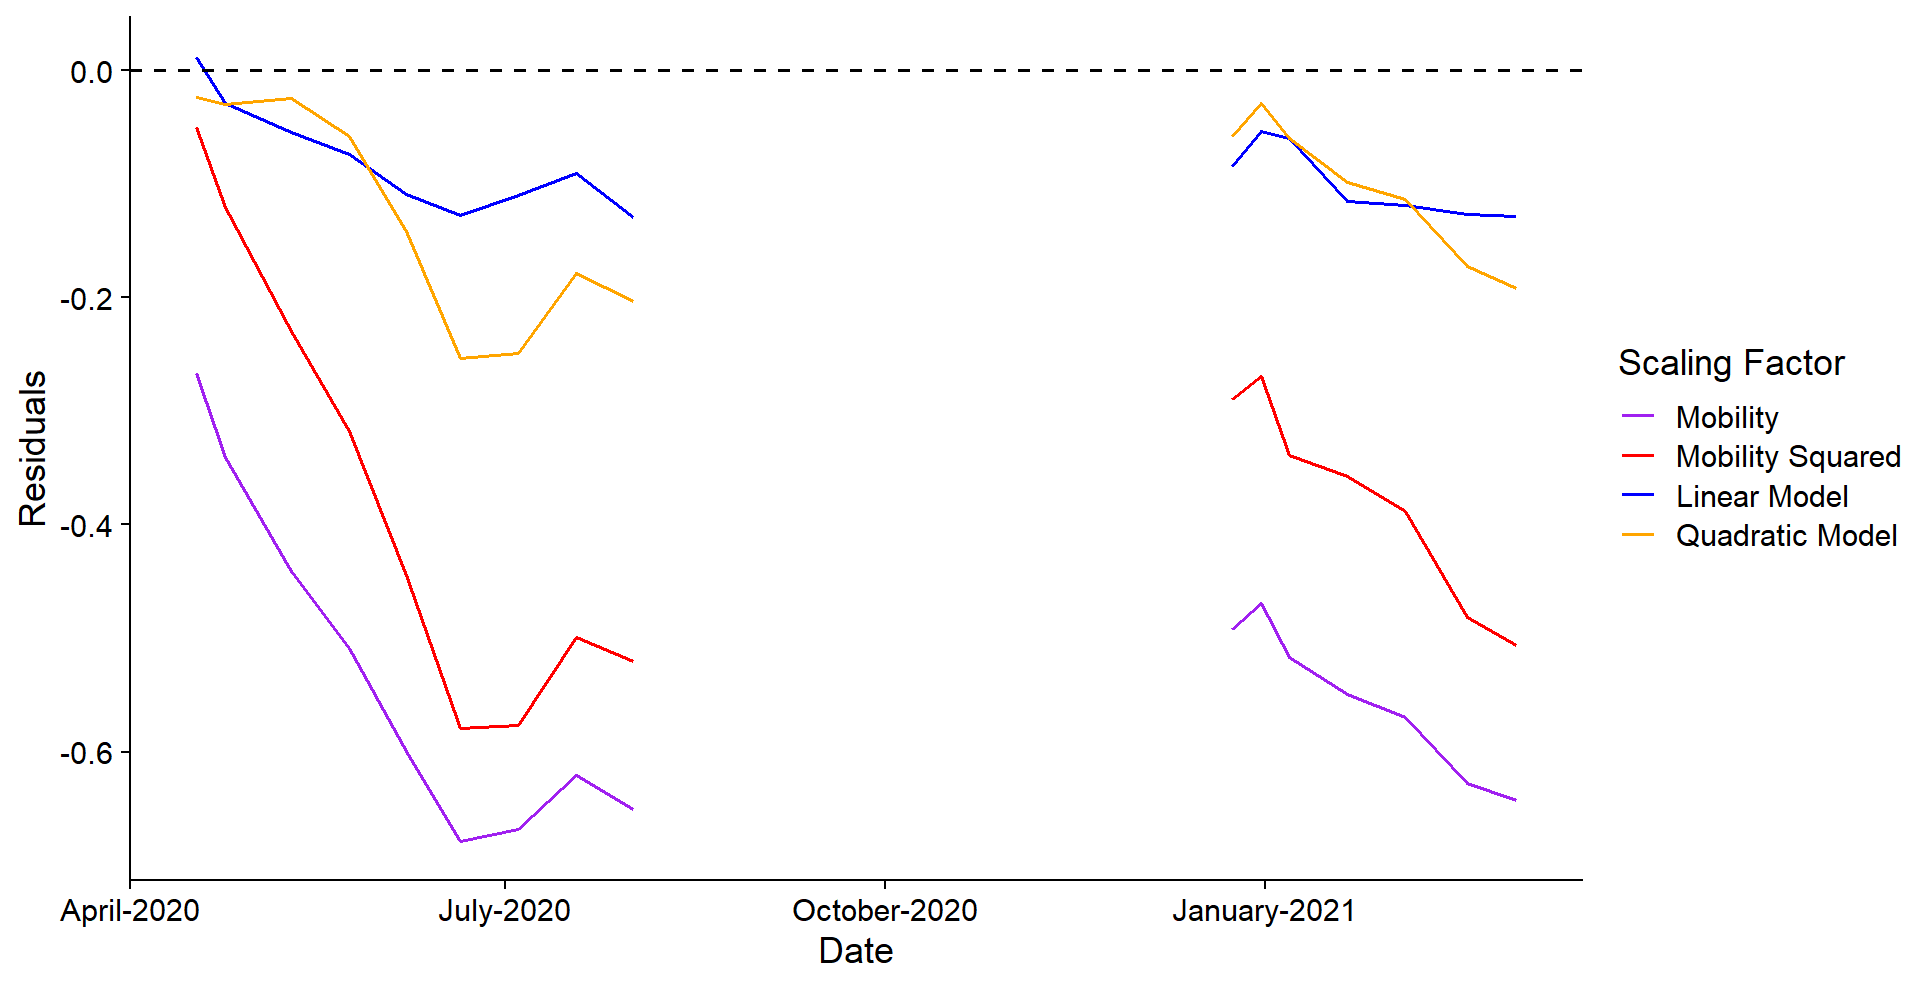 0.0
-0.2
-0.4
-0.6
Residuals
April-2020
July-2020
October-2020
January-2021
Date
Scaling Factor
Mobility
Mobility Squared
Linear Model
Quadratic Model